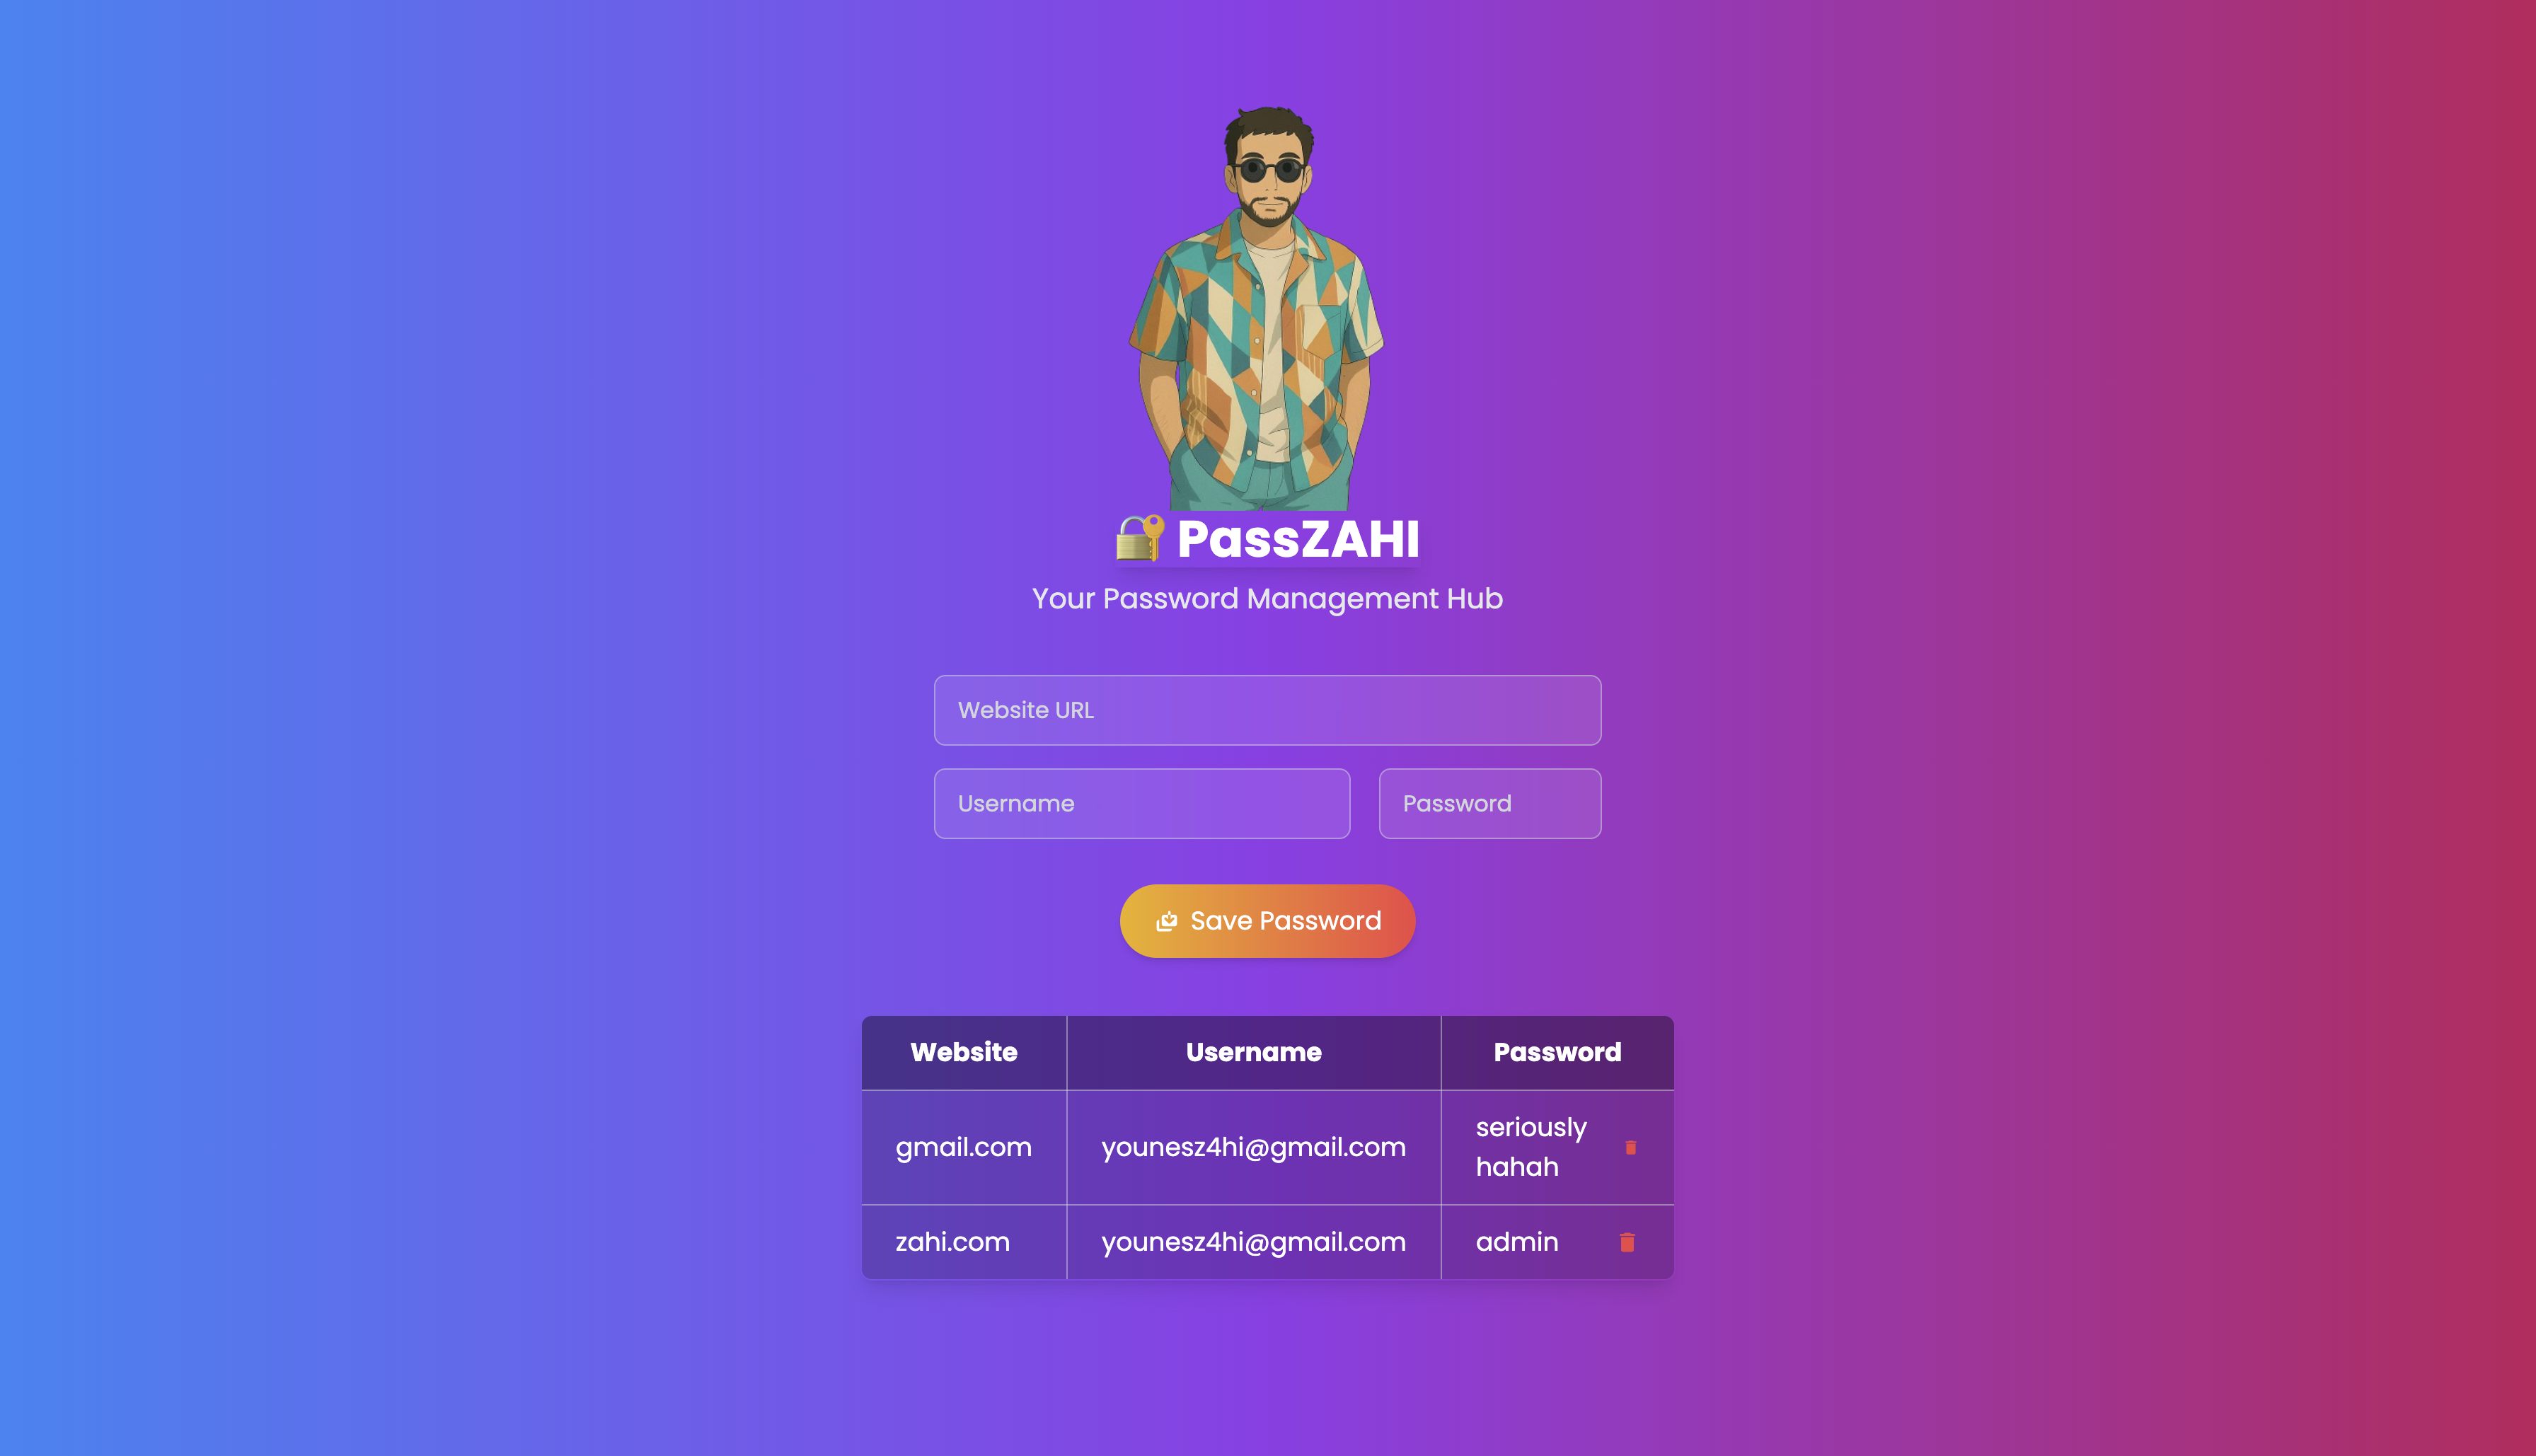 🔐 PassZAHI
Your Password Management Hub
Website URL
Username
Password
Save Password
Website Username Password
gmail.com younesz4hi@gmail.com seriously hahah
zahi.com younesz4hi@gmail.com admin